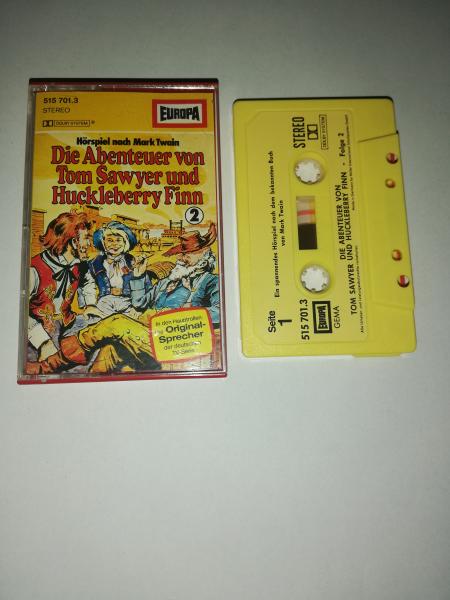 515 701.3
STEREO
DOLBY SYSTEM ®
EUROPA
Hörspiel nach Mark Twain
Die Abenteuer von
Tom Sawyer und
Huckleberry Finn
2
In den Hauptrollen
die Original-
Sprecher
der deutschen
TV-Serie
STEREO
DOLBY SYSTEM
Ein spannendes Hörspiel nach dem bekannten Buch
von Mark Twain
Seite
1
515 701.3
EUROPA
GEMA
DIE ABENTEUER VON
TOM SAWYER UND HUCKLEBERRY FINN · Folge 2